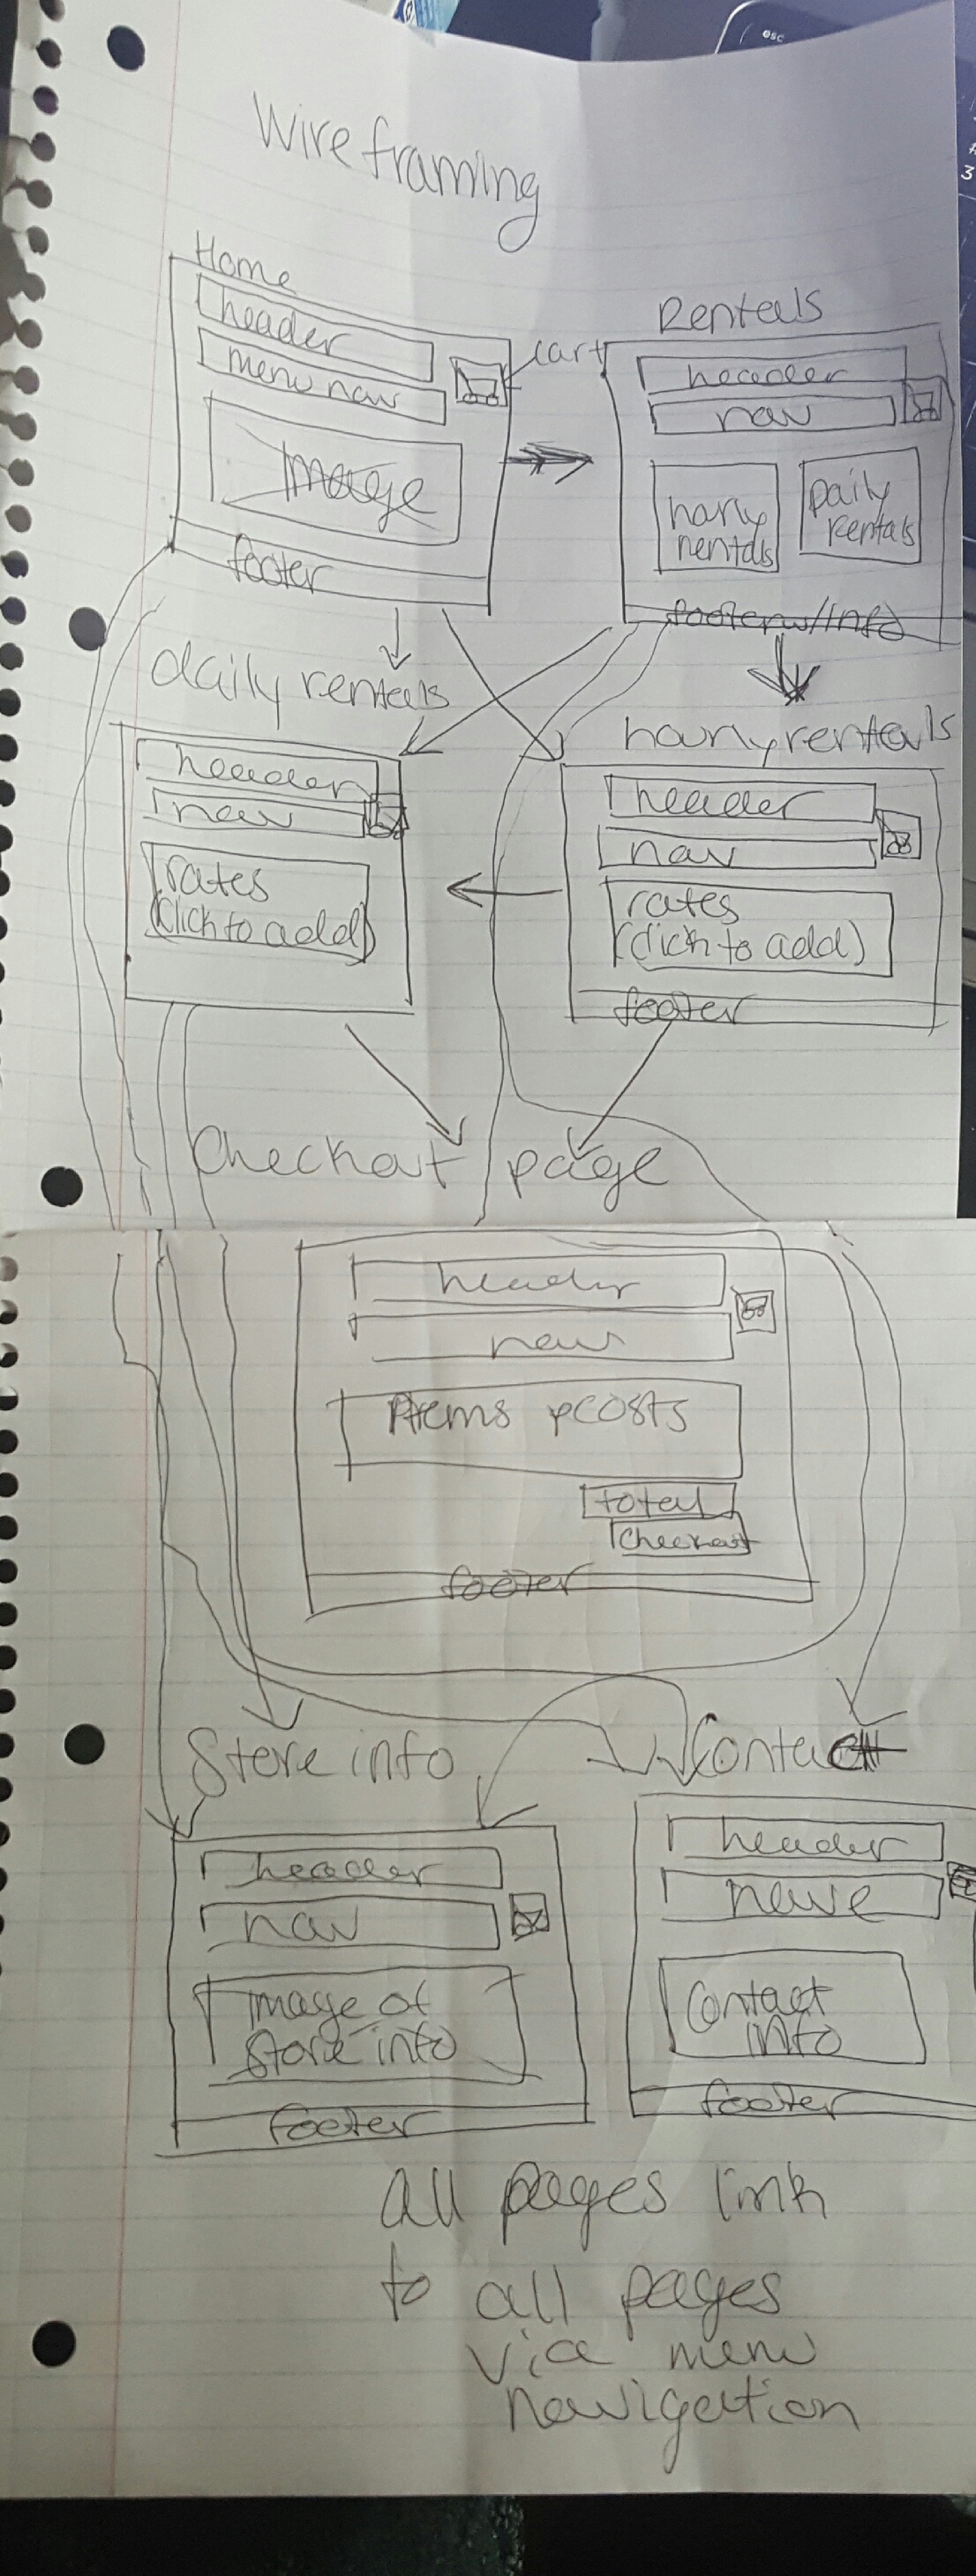 Wireframing
Home
header
menu nav
Image
footer
cart
Rentals
header
nav
hourly
rentals
Daily
rentals
footer w/info
daily rentals
header
nav
rates
(Click to add)
hourly rentals
header
nav
rates
(click to add)
footer
Checkout page
header
nav
Items + costs
total
Checkout
footer
Store info
header
nav
Image of
store info
footer
Contact
header
nav
Contact
info
footer
all pages link
to all pages
via menu
navigation
esc
3